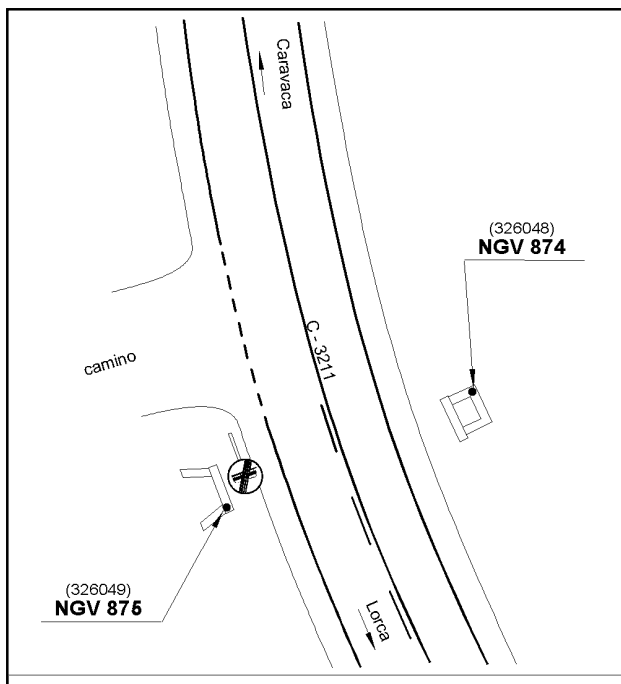 Caravaca
(326048)
NGV 874
C - 3211
camino
(326049)
NGV 875
Lorca